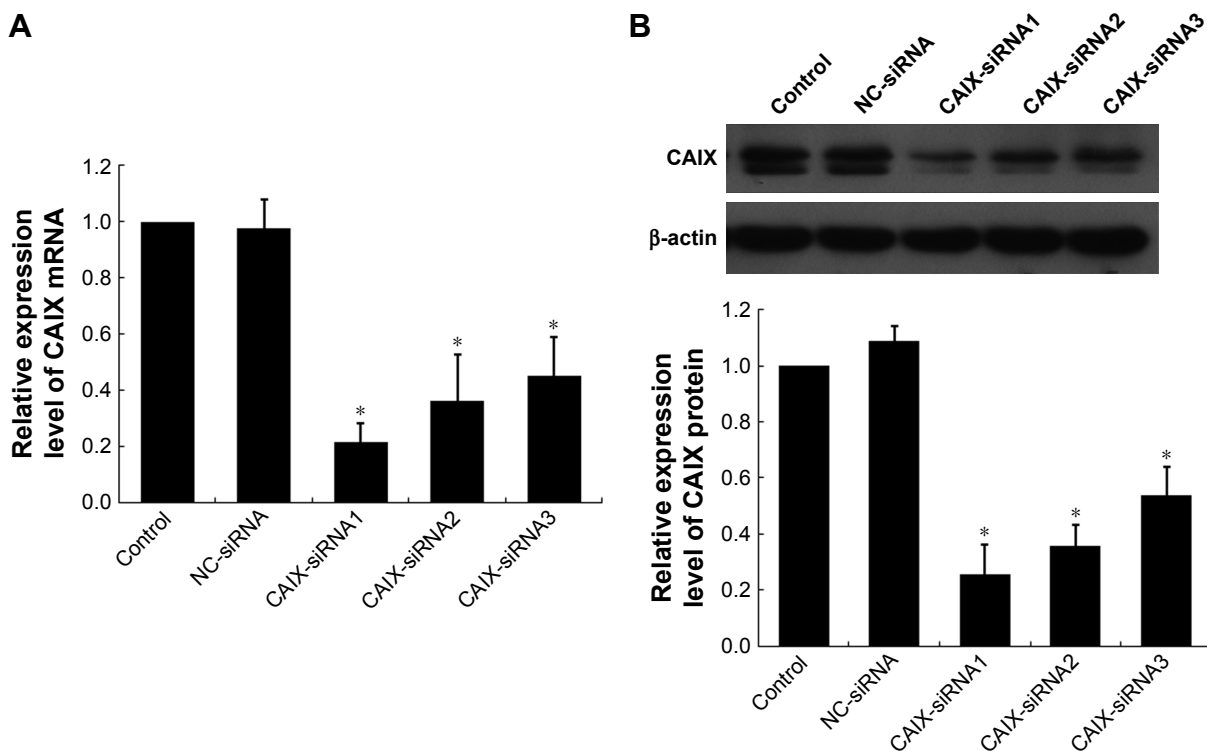 A
Relative expression
level of CAIX mRNA
1.2
1.0
0.8
0.6
0.4
0.2
0.0
*
*
*
Control
NC-siRNA
CAIX-siRNA1
CAIX-siRNA2
CAIX-siRNA3
B
Control
NC-siRNA
CAIX-siRNA1
CAIX-siRNA2
CAIX-siRNA3
CAIX
β-actin
Relative expression
level of CAIX protein
1.2
1.0
0.8
0.6
0.4
0.2
0.0
*
*
*
Control
NC-siRNA
CAIX-siRNA1
CAIX-siRNA2
CAIX-siRNA3